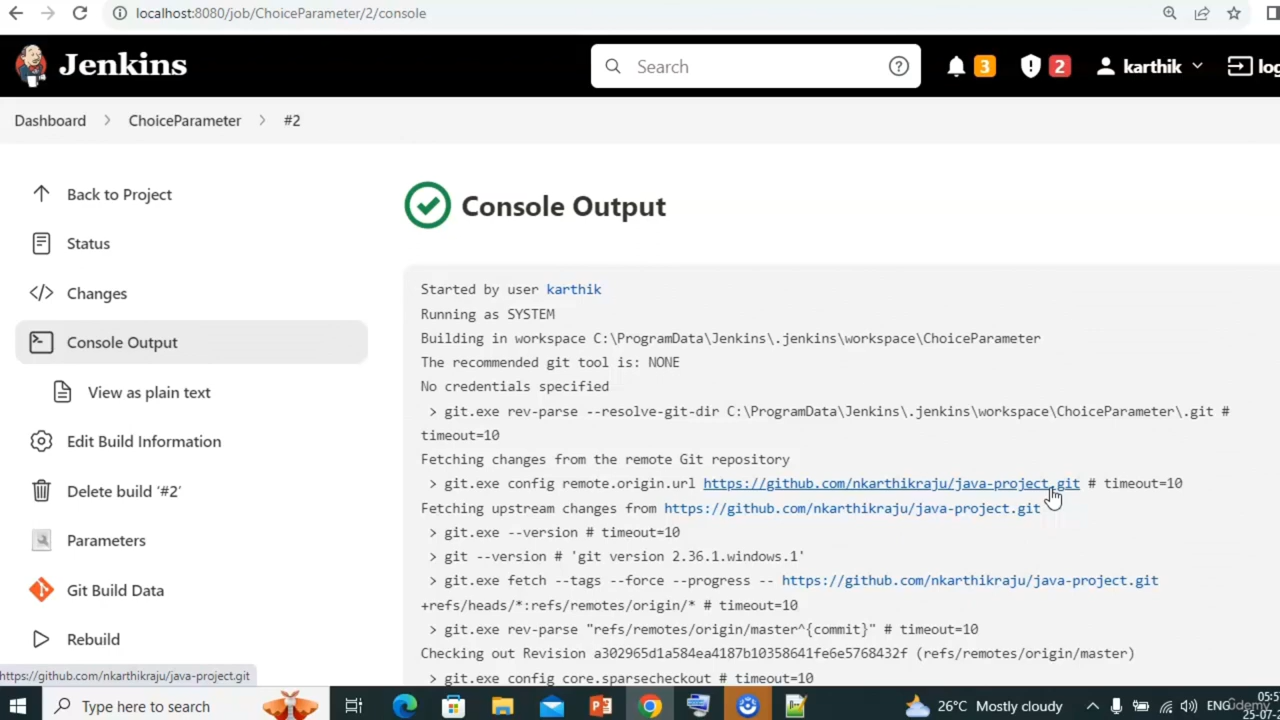 localhost:8080/job/ChoiceParameter/2/console
Jenkins
Search
3
2
karthik
log
Dashboard
ChoiceParameter
#2
Back to Project
Status
Changes
Console Output
View as plain text
Edit Build Information
Delete build ‘#2’
Parameters
Git Build Data
Rebuild
Console Output
Started by user karthik
Running as SYSTEM
Building in workspace C:\ProgramData\Jenkins\.jenkins\workspace\ChoiceParameter
The recommended git tool is: NONE
No credentials specified
> git.exe rev-parse --resolve-git-dir C:\ProgramData\Jenkins\.jenkins\workspace\ChoiceParameter\.git #
timeout=10
Fetching changes from the remote Git repository
> git.exe config remote.origin.url https://github.com/nkarthikraju/java-project.git # timeout=10
Fetching upstream changes from https://github.com/nkarthikraju/java-project.git
> git.exe --version # timeout=10
> git --version # 'git version 2.36.1.windows.1'
> git.exe fetch --tags --force --progress -- https://github.com/nkarthikraju/java-project.git
+refs/heads/*:refs/remotes/origin/* # timeout=10
> git.exe rev-parse "refs/remotes/origin/master^{commit}" # timeout=10
Checking out Revision a302965d1a584ea4187b10358641fe6e5768432f (refs/remotes/origin/master)
> git.exe config core.sparsecheckout # timeout=10
https://github.com/nkarthikraju/java-project.git
Type here to search
26°C Mostly cloudy
ENG
05:5
25-07-2
Udemy